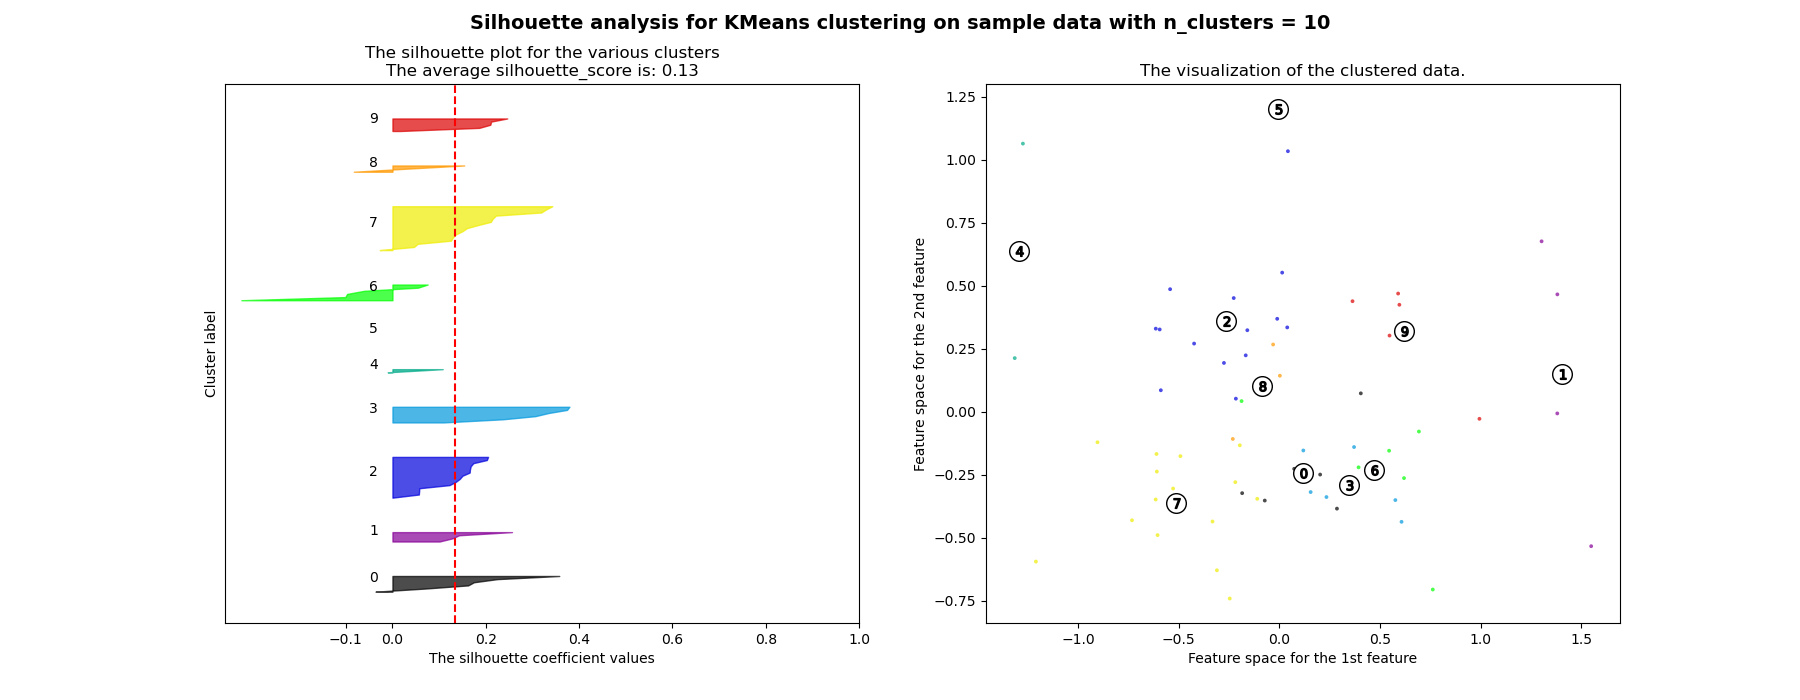 Silhouette analysis for KMeans clustering on sample data with n_clusters = 10
The silhouette plot for the various clusters
The average silhouette_score is: 0.13
9
8
7
6
5
4
3
2
1
0
Cluster label
−0.1 0.0 0.2 0.4 0.6 0.8 1.0
The silhouette coefficient values
The visualization of the clustered data.
1.25
1.00
0.75
0.50
0.25
0.00
−0.25
−0.50
−0.75
Feature space for the 2nd feature
5
4
2
9
1
8
0
6
3
7
−1.0 −0.5 0.0 0.5 1.0 1.5
Feature space for the 1st feature